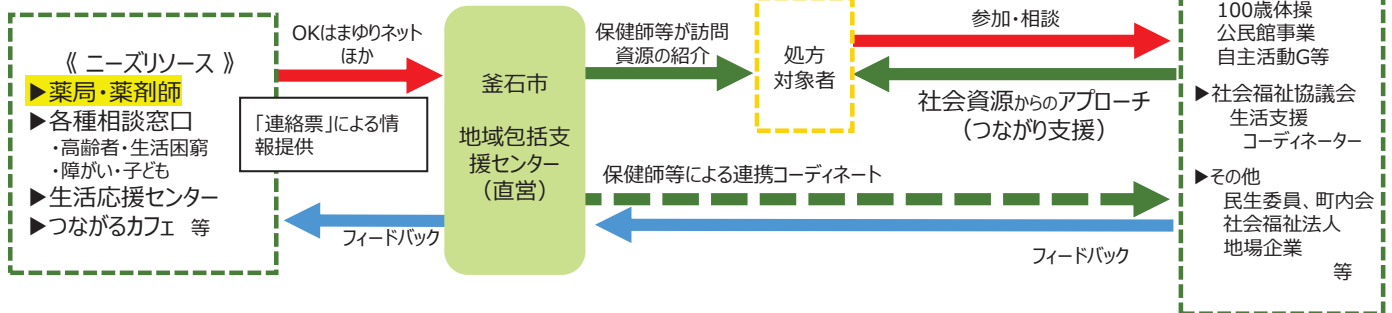 《 ニーズリソース 》
▶薬局・薬剤師
▶各種相談窓口
・高齢者・生活困窮
・障がい・子ども
▶生活応援センター
▶つながるカフェ 等
OKはまゆりネット
ほか
「連絡票」による情
報提供
フィードバック
釜石市
地域包括支
援センター
（直営）
保健師等が訪問
資源の紹介
処方
対象者
参加・相談
社会資源からのアプローチ
（つながり支援）
保健師等による連携コーディネート
フィードバック
100歳体操
公民館事業
自主活動G等
▶社会福祉協議会
生活支援
コーディネーター
▶その他
民生委員、町内会
社会福祉法人
地場企業
等